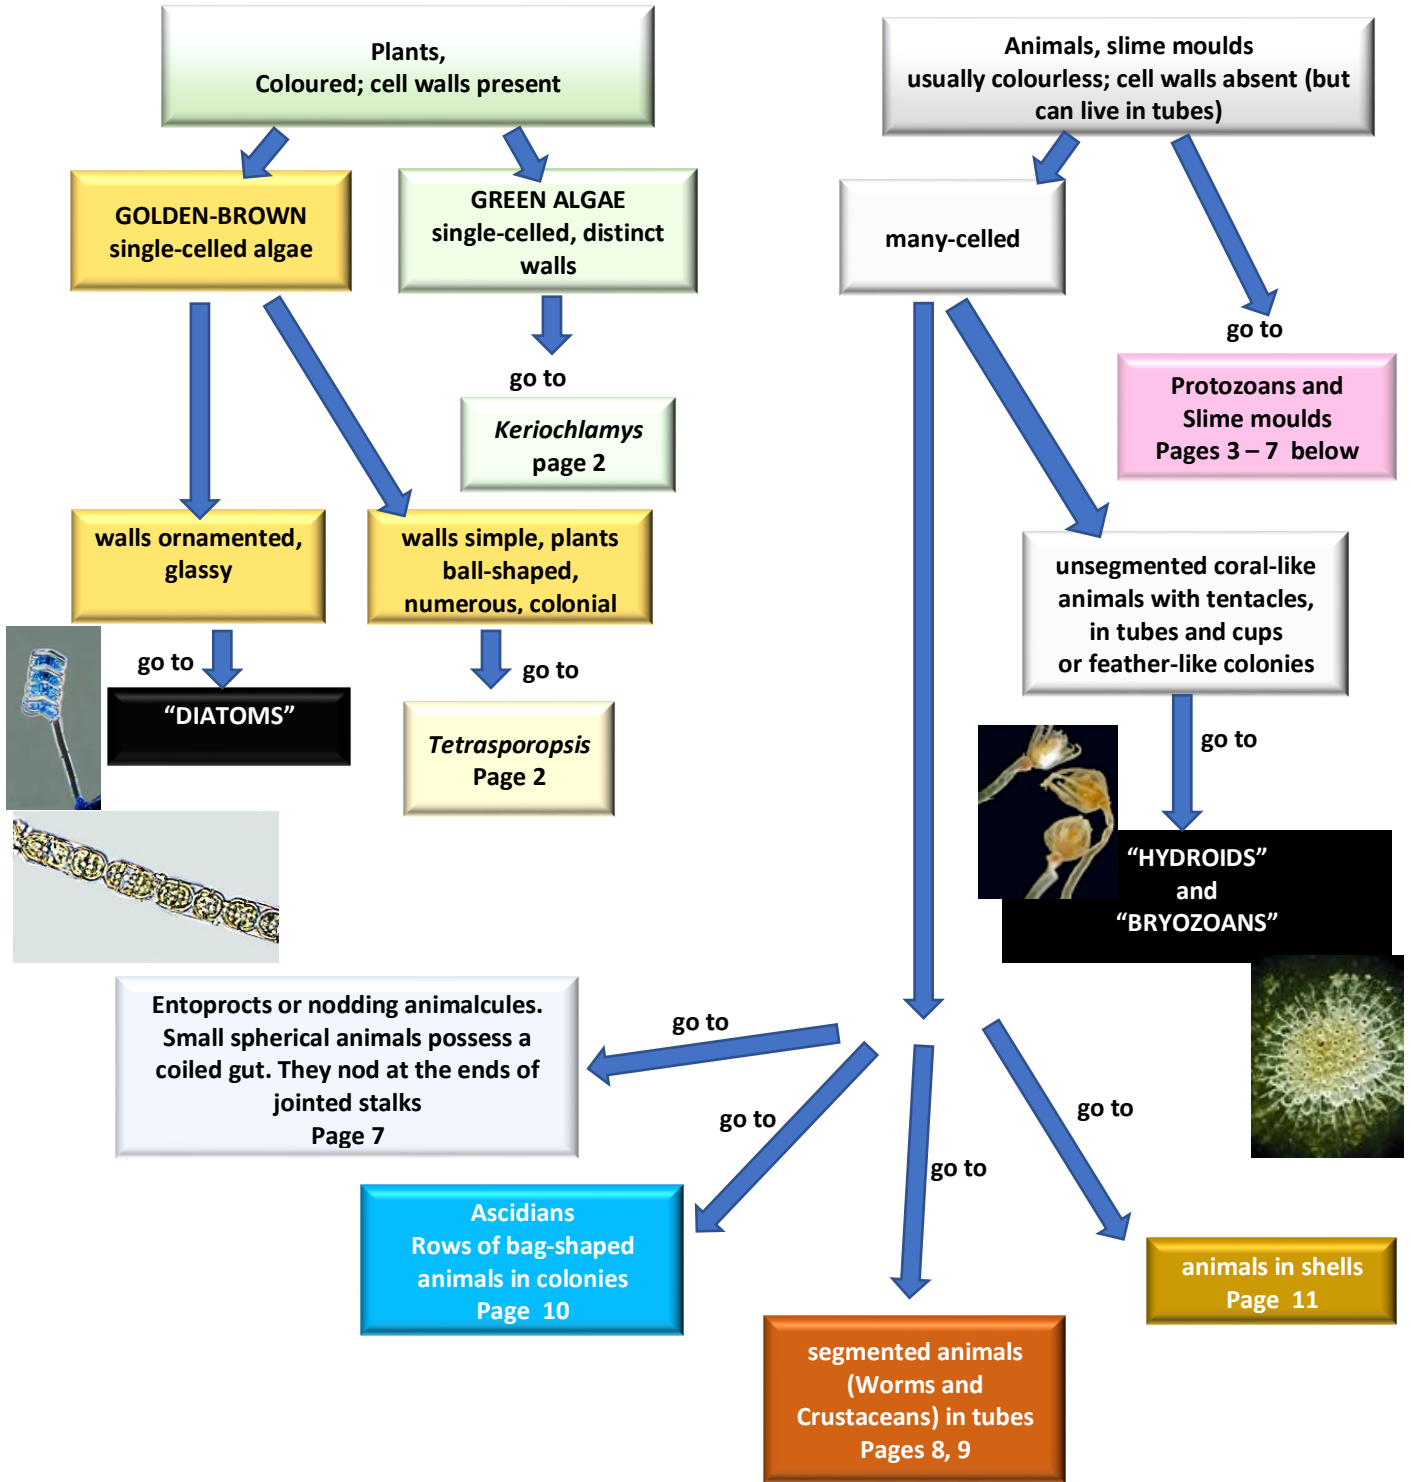 Plants,
Coloured; cell walls present
Animals, slime moulds
usually colourless; cell walls absent (but
can live in tubes)
GOLDEN-BROWN
single-celled algae
GREEN ALGAE
single-celled, distinct
walls
many-celled
go to
Keriochlamys
page 2
go to
Protozoans and
Slime moulds
Pages 3 – 7 below
walls ornamented,
glassy
walls simple, plants
ball-shaped,
numerous, colonial
unsegmented coral-like
animals with tentacles,
in tubes and cups
or feather-like colonies
go to
“DIATOMS”
go to
Tetrasporopsis
Page 2
go to
“HYDROIDS”
and
“BRYOZOANS”
Entoprocts or nodding animalcules.
Small spherical animals possess a
coiled gut. They nod at the ends of
jointed stalks
Page 7
go to
go to
go to
go to
Ascidians
Rows of bag-shaped
animals in colonies
Page 10
animals in shells
Page 11
segmented animals
(Worms and
Crustaceans) in tubes
Pages 8, 9